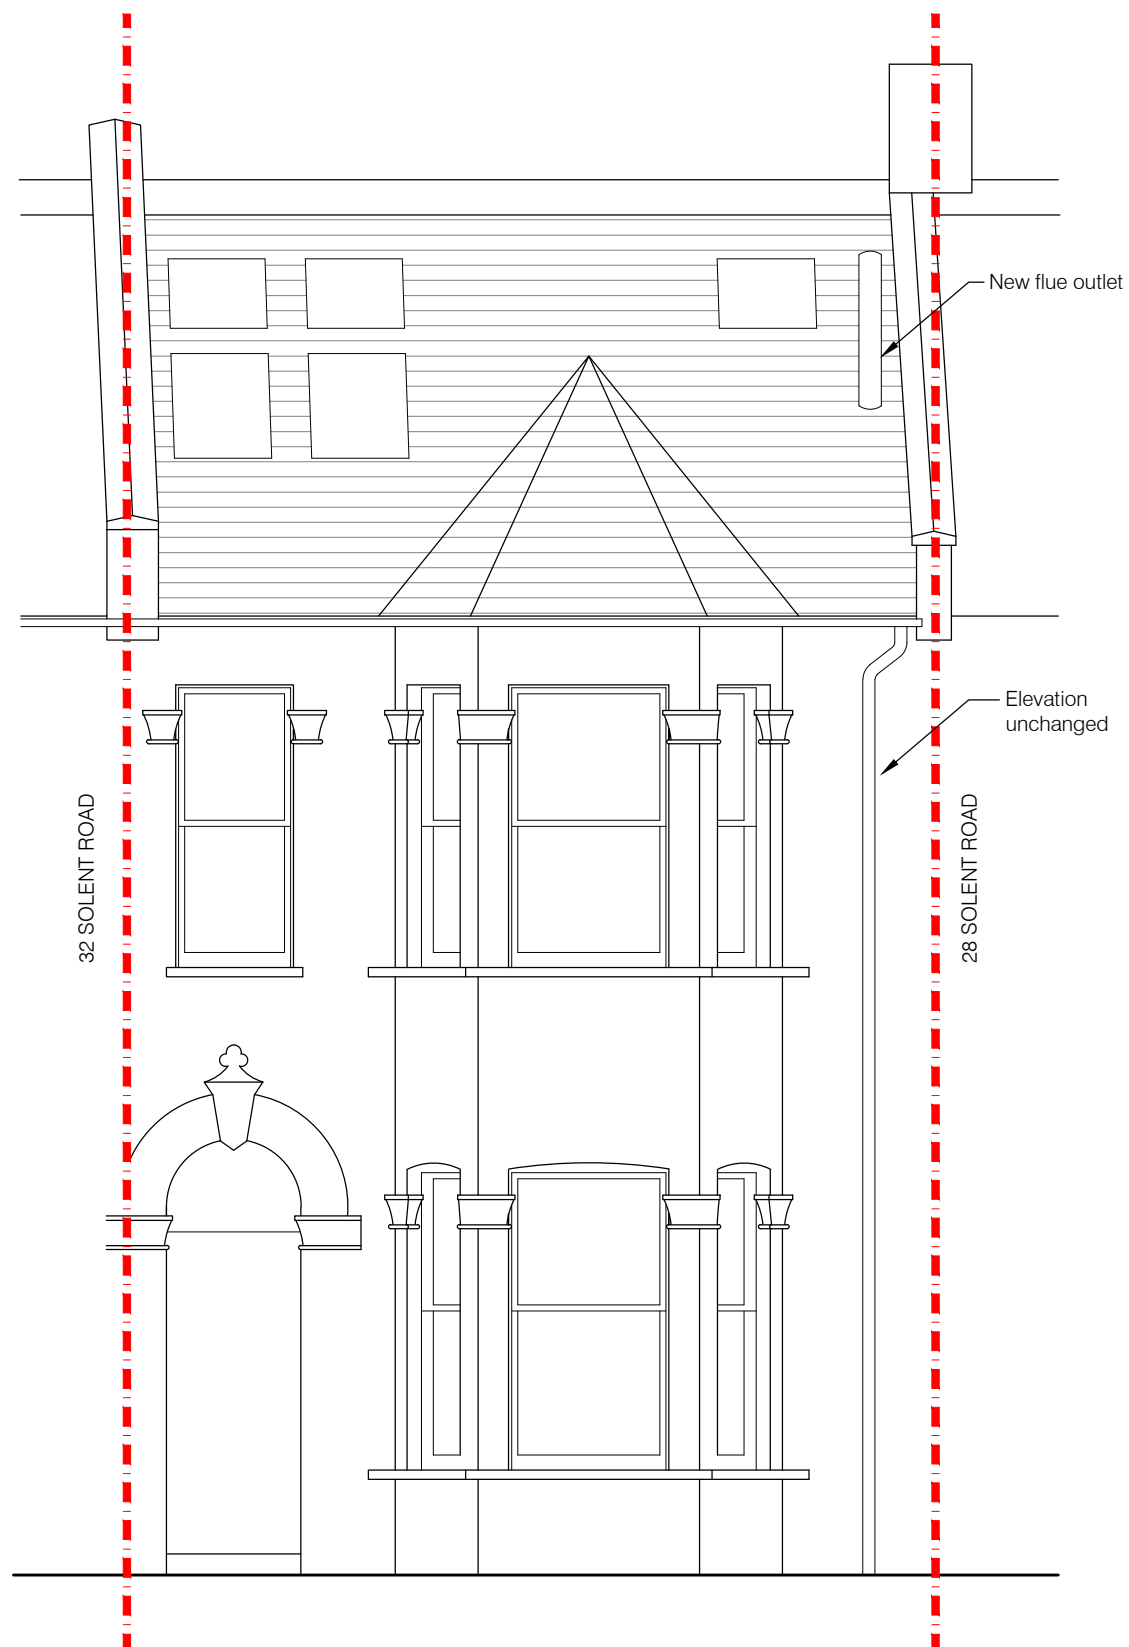 New flue outlet
Elevation
unchanged
32 SOLENT ROAD
28 SOLENT ROAD